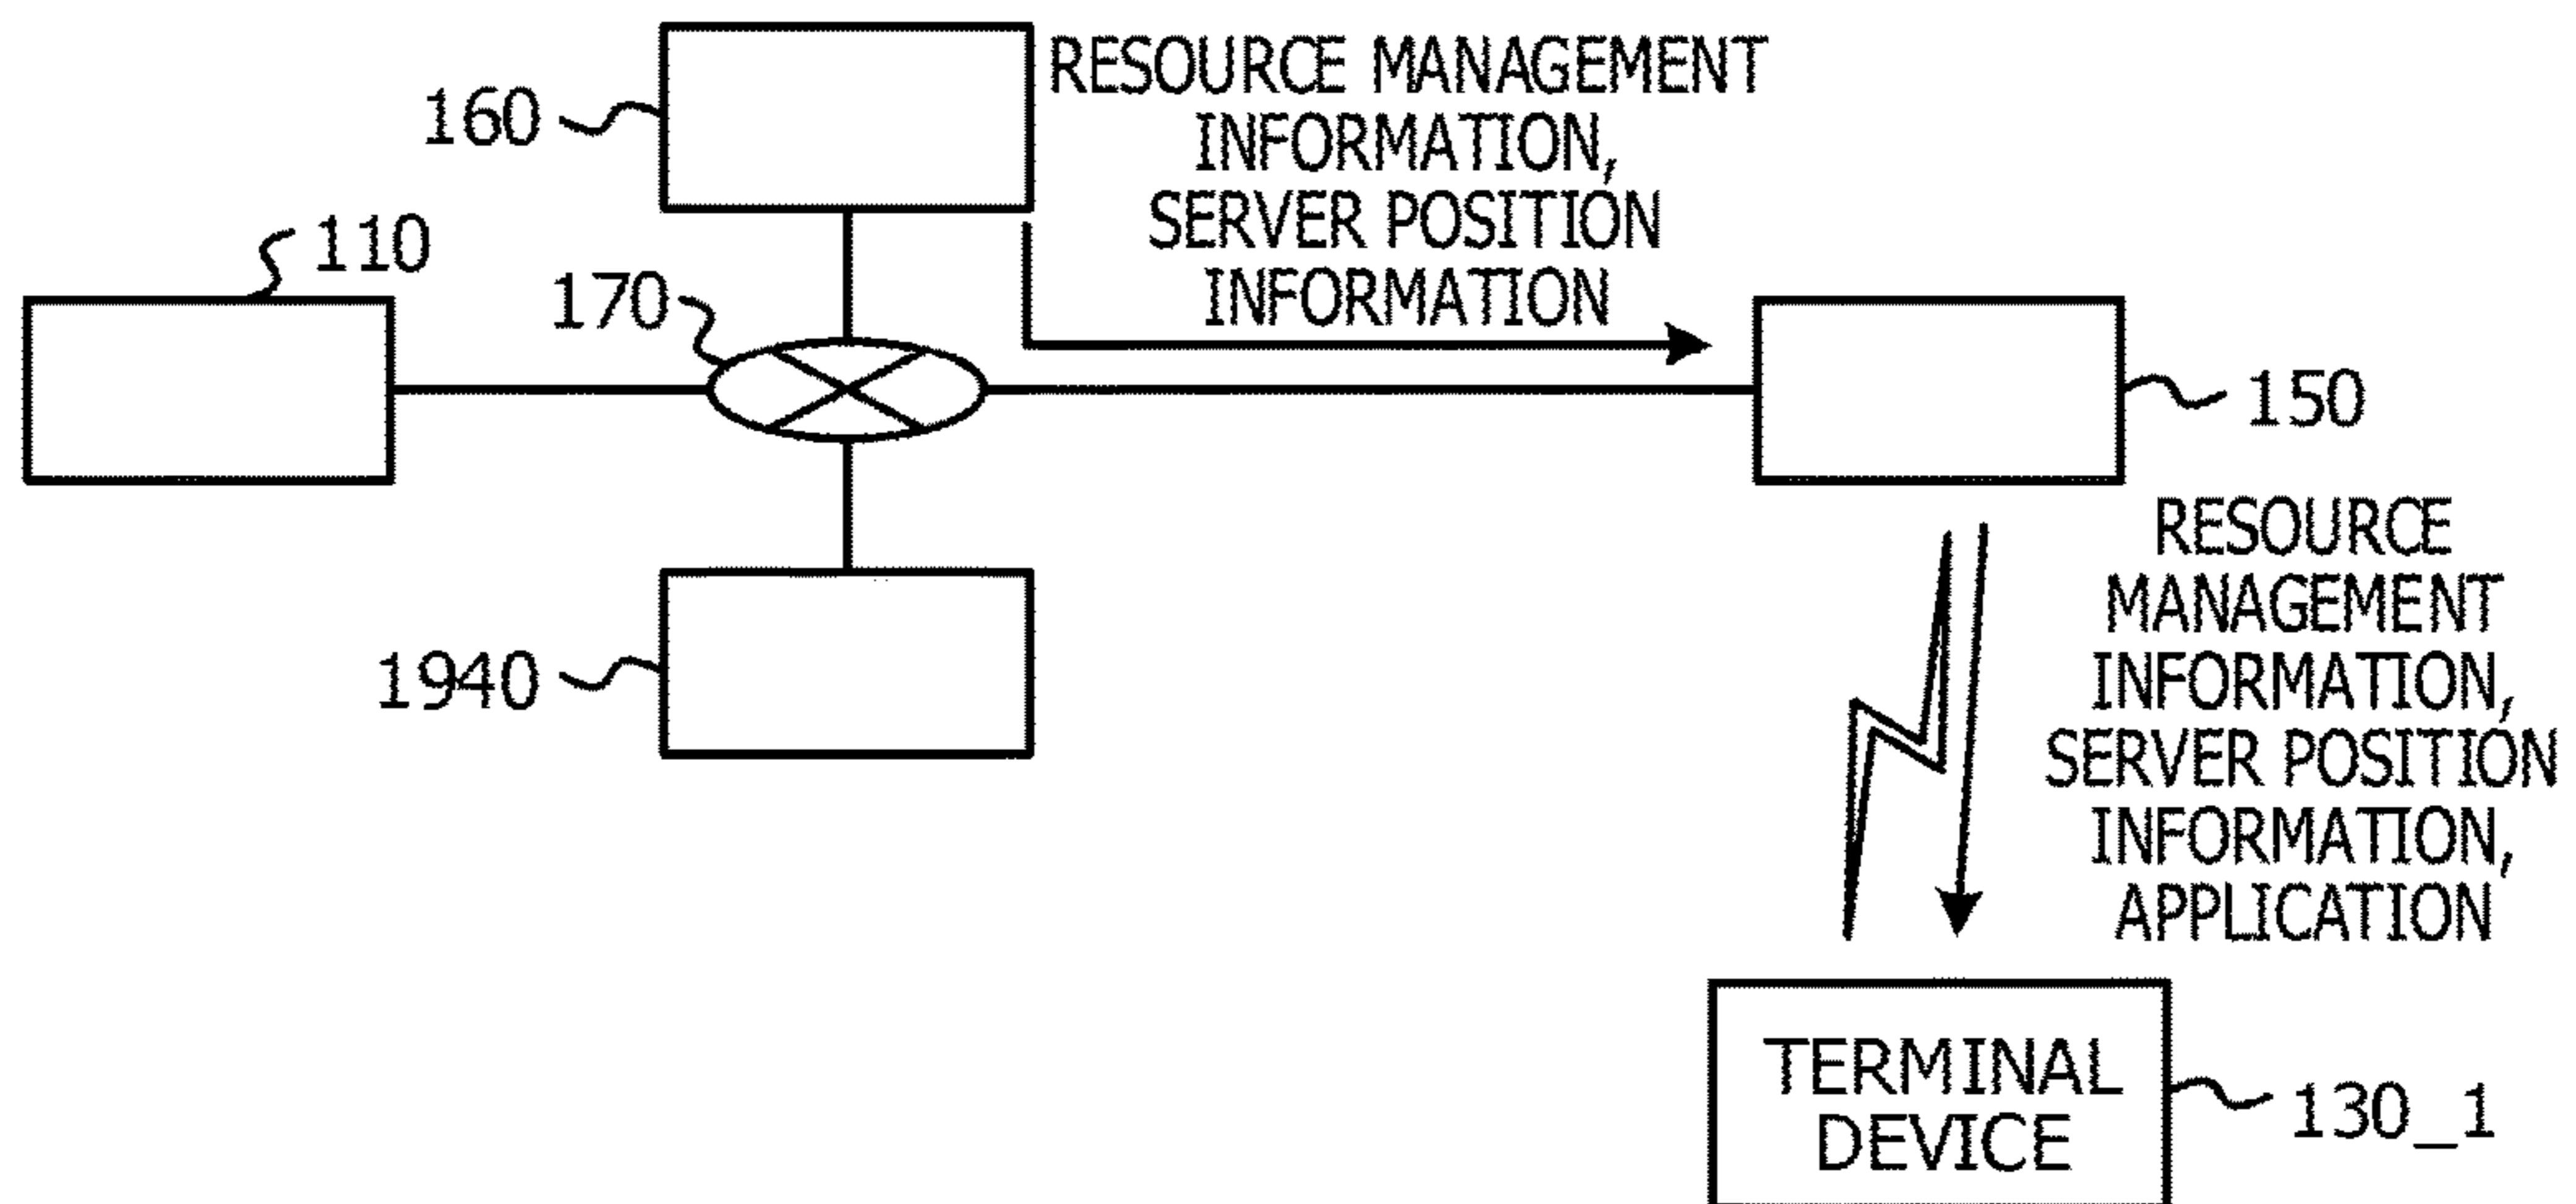 160
RESOURCE MANAGEMENT
INFORMATION,
SERVER POSITION
INFORMATION
110
170
150
1940
RESOURCE
MANAGEMENT
INFORMATION,
SERVER POSITION
INFORMATION,
APPLICATION
TERMINAL
DEVICE
130_1